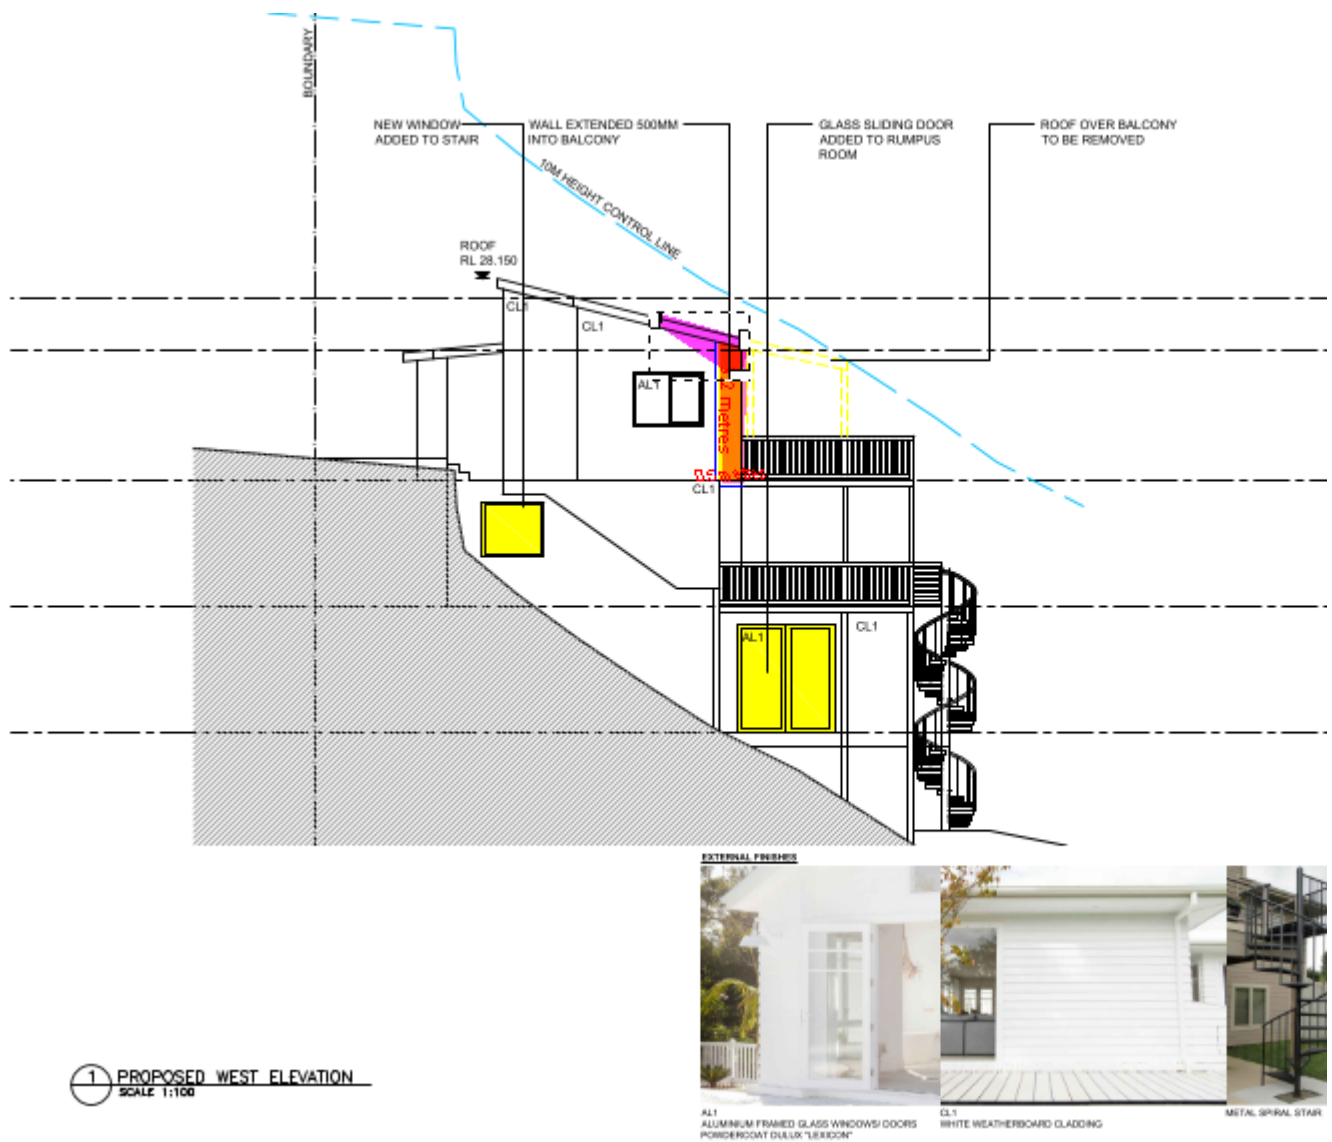 BOUNDARY
NEW WINDOW
ADDED TO STAIR
WALL EXTENDED 500MM
INTO BALCONY
GLASS SLIDING DOOR
ADDED TO RUMPUS
ROOM
ROOF OVER BALCONY
TO BE REMOVED
10M HEIGHT CONTROL LINE
ROOF
RL 28.150
CL1
CL1
AL1
metres
CL1
AL1
CL1
EXTERNAL FINISHES
AL1
ALUMINIUM FRAMED GLASS WINDOWS/ DOORS
POWDERCOAT DULUX "LEXICON"
CL1
WHITE WEATHERBOARD CLADDING
METAL SPIRAL STAIR
1 PROPOSED WEST ELEVATION
SCALE 1:100